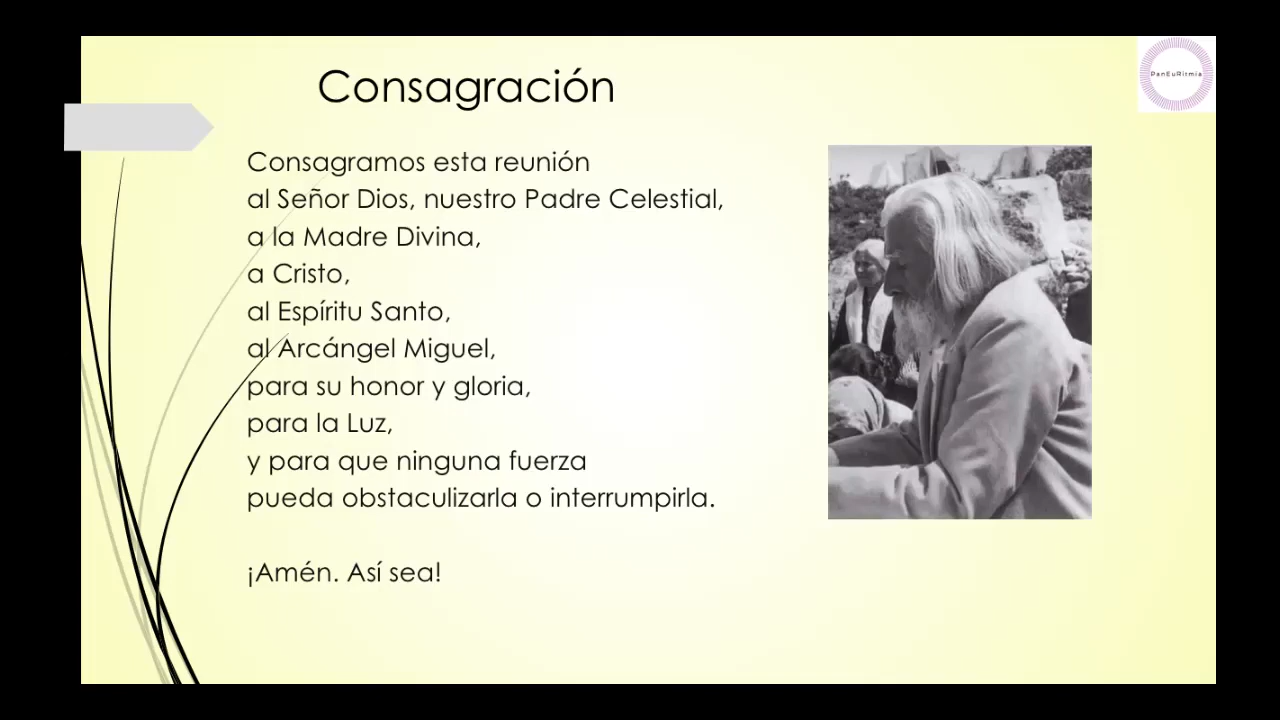 Consagración
PanEuRitmia
Consagramos esta reunión
al Señor Dios, nuestro Padre Celestial,
a la Madre Divina,
a Cristo,
al Espíritu Santo,
al Arcángel Miguel,
para su honor y gloria,
para la Luz,
y para que ninguna fuerza
pueda obstaculizarla o interrumpirla.
¡Amén. Así sea!